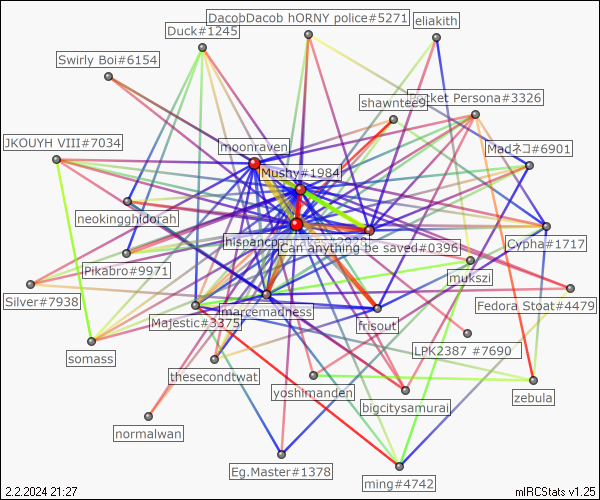 DacobDacob hORNY police#5271
eliakith
Duck#1245
Swirly Boi#6154
shawntee9
Pocket Persona#3326
JKOUYH VIII#7034
moonraven
Madネコ#6901
Mushy#1984
neokingghidorah
Can anything be saved#0396
Cypha#1717
Pikabro#9971
mukszi
Silver#7938
Fedora Stoat#4479
marcemadness
Majestic#3375
frisout
somass
LPK2387 #7690
thesecondtwat
yoshimanden
zebula
bigcitysamurai
normalwan
Eg.Master#1378
ming#4742
2.2.2024 21:27
mIRCStats v1.25